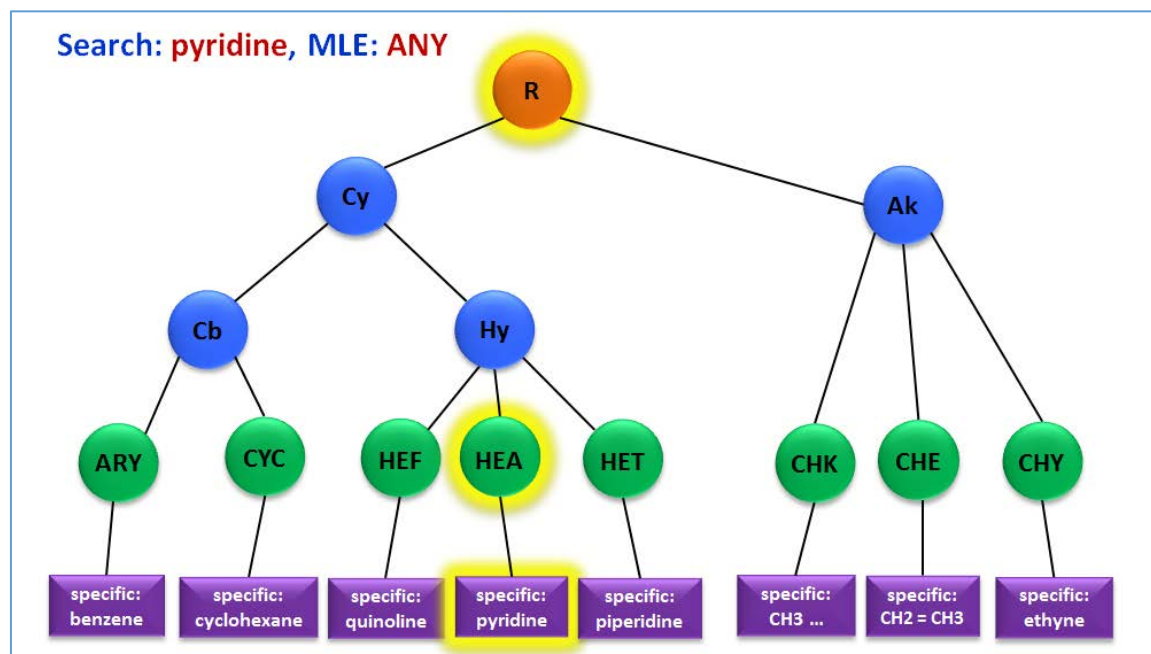 Search: pyridine, MLE: ANY
R
Cy
Ak
Cb
Hy
ARY
CYC
HEF
HEA
HET
CHK
CHE
CHY
specific:
benzene
specific:
cyclohexane
specific:
quinoline
specific:
pyridine
specific:
piperidine
specific:
CH3 ...
specific:
CH2 = CH3
specific:
ethyne